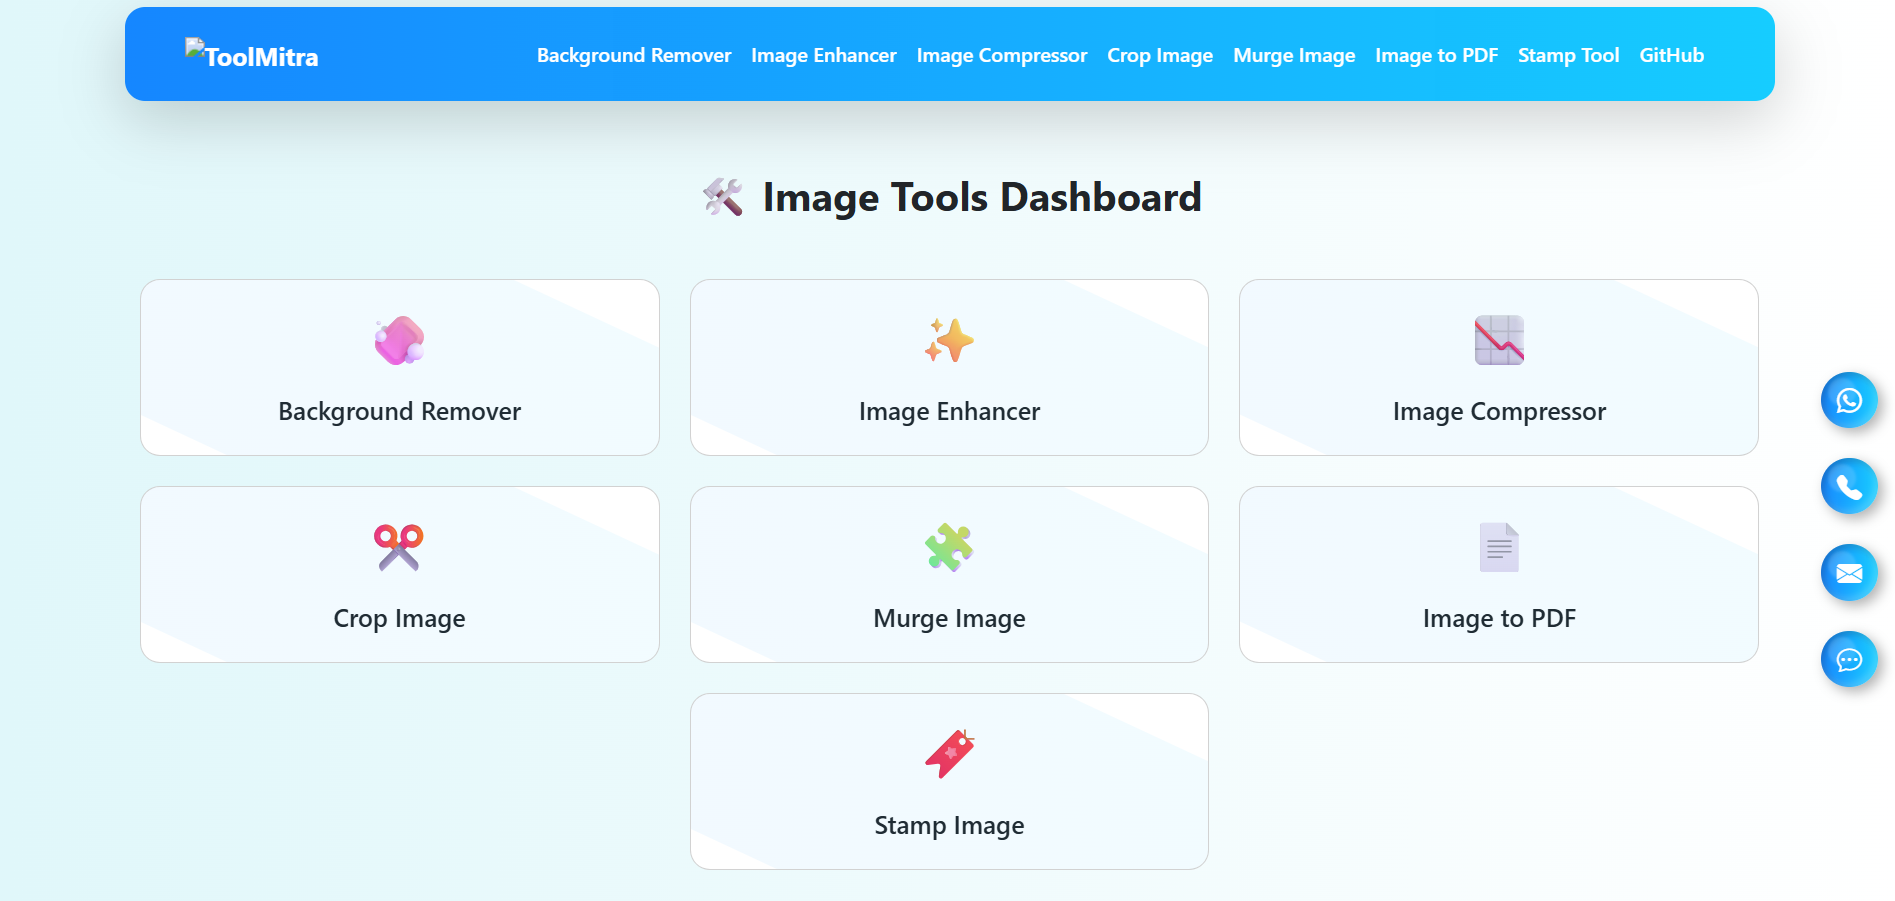 ToolMitra Background Remover Image Enhancer Image Compressor Crop Image Murge Image Image to PDF Stamp Tool GitHub
Image Tools Dashboard
Background Remover
Image Enhancer
Image Compressor
Crop Image
Murge Image
Image to PDF
Stamp Image